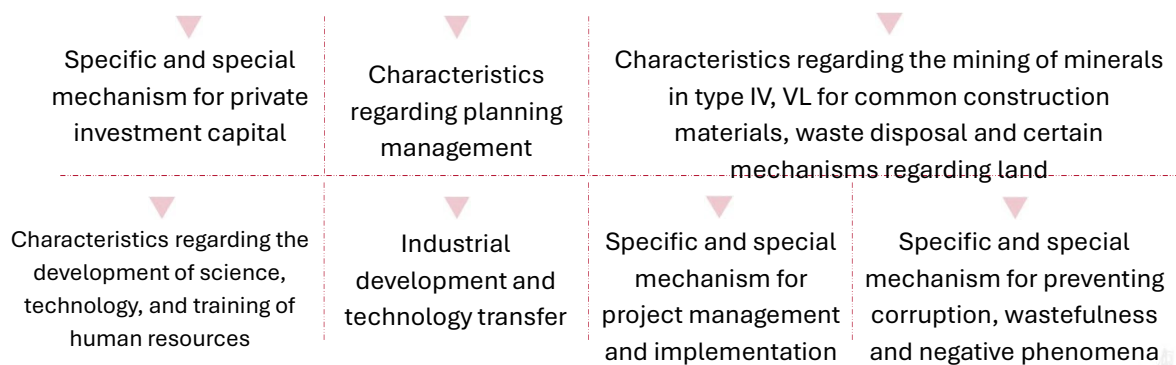 Specific and special
mechanism for private
investment capital
Characteristics
regarding planning
management
Characteristics regarding the mining of minerals
in type IV, VL for common construction
materials, waste disposal and certain
mechanisms regarding land
Characteristics regarding the
development of science,
technology, and training of
human resources
Industrial
development and
technology transfer
Specific and special
mechanism for
project management
and implementation
Specific and special
mechanism for preventing
corruption, wastefulness
and negative phenomena